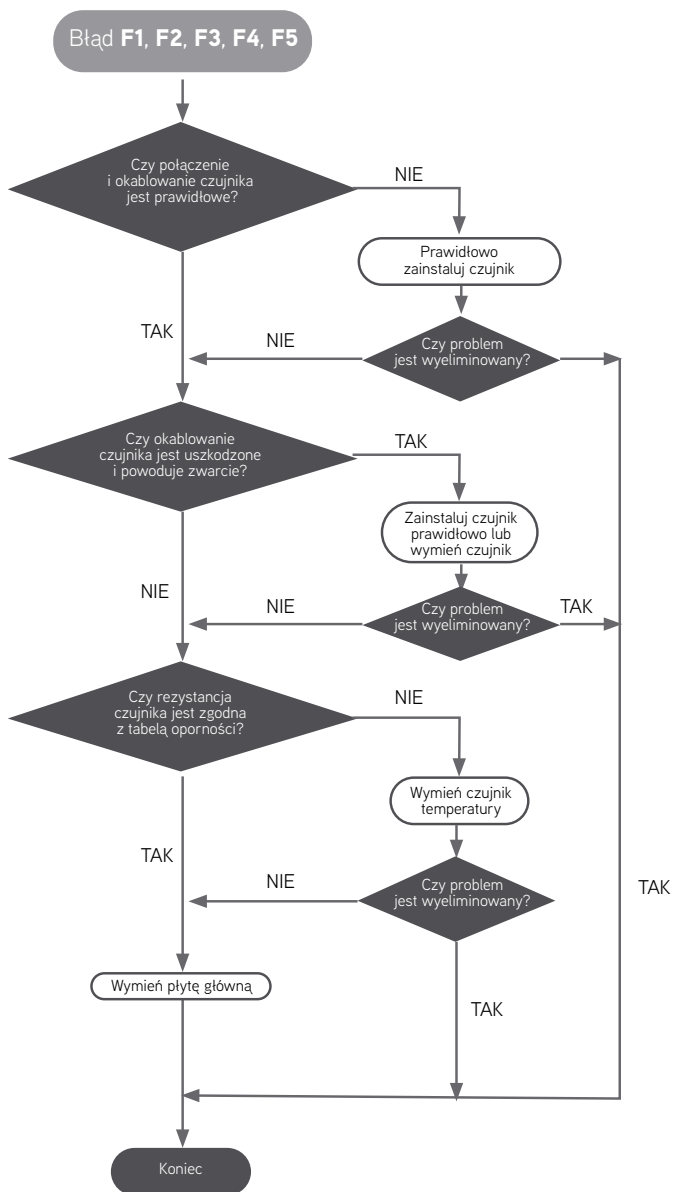 Błąd F1, F2, F3, F4, F5
Czy połączenie
i okablowanie czujnika
jest prawidłowe?
NIE
Prawidłowo
zainstaluj czujnik
TAK
NIE
Czy problem
jest wyeliminowany?
Czy okablowanie
czujnika jest uszkodzone
i powoduje zwarcie?
TAK
Zainstaluj czujnik
prawidłowo lub
wymień czujnik
NIE
NIE
Czy problem
jest wyeliminowany?
TAK
Czy rezystancja
czujnika jest zgodna
z tabelą oporności?
NIE
Wymień czujnik
temperatury
TAK
NIE
Czy problem
jest wyeliminowany?
TAK
Wymień płytę główną
TAK
Koniec